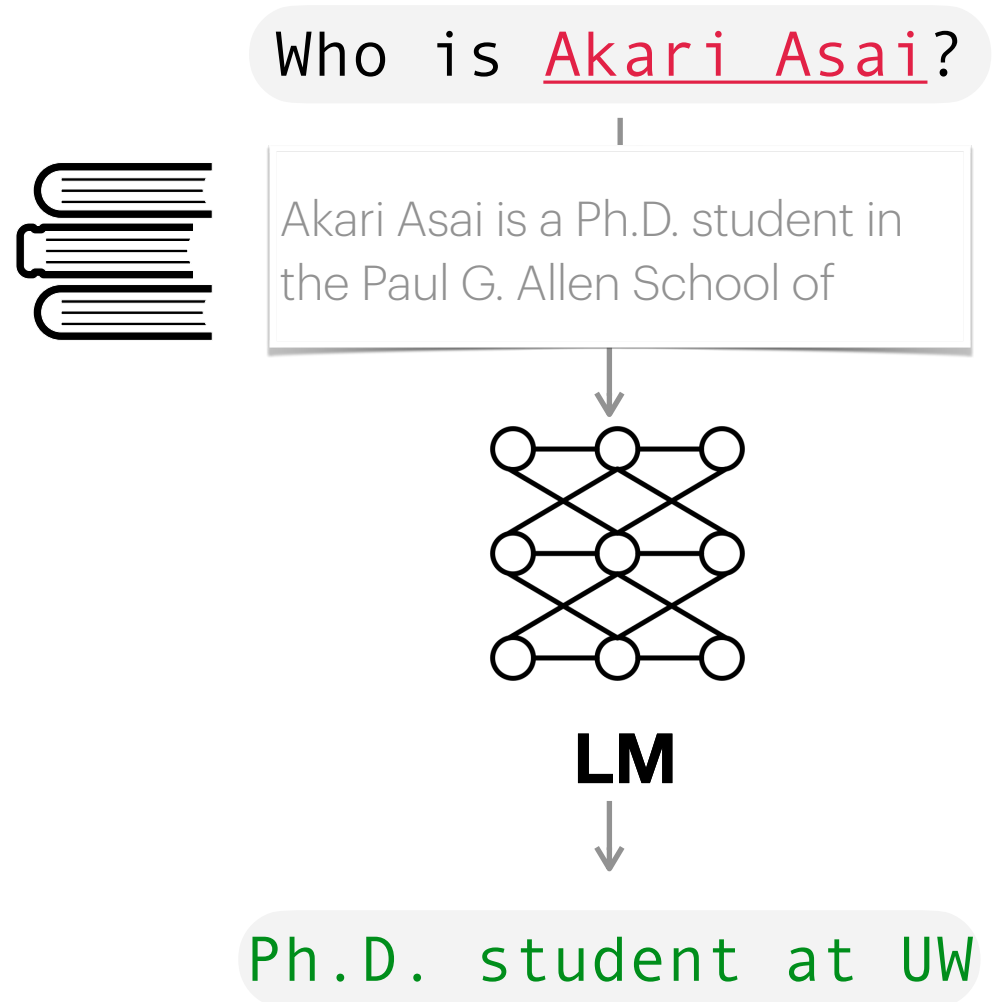 Who is Akari Asai?
Akari Asai is a Ph.D. student in
the Paul G. Allen School of
LM
Ph.D. student at UW